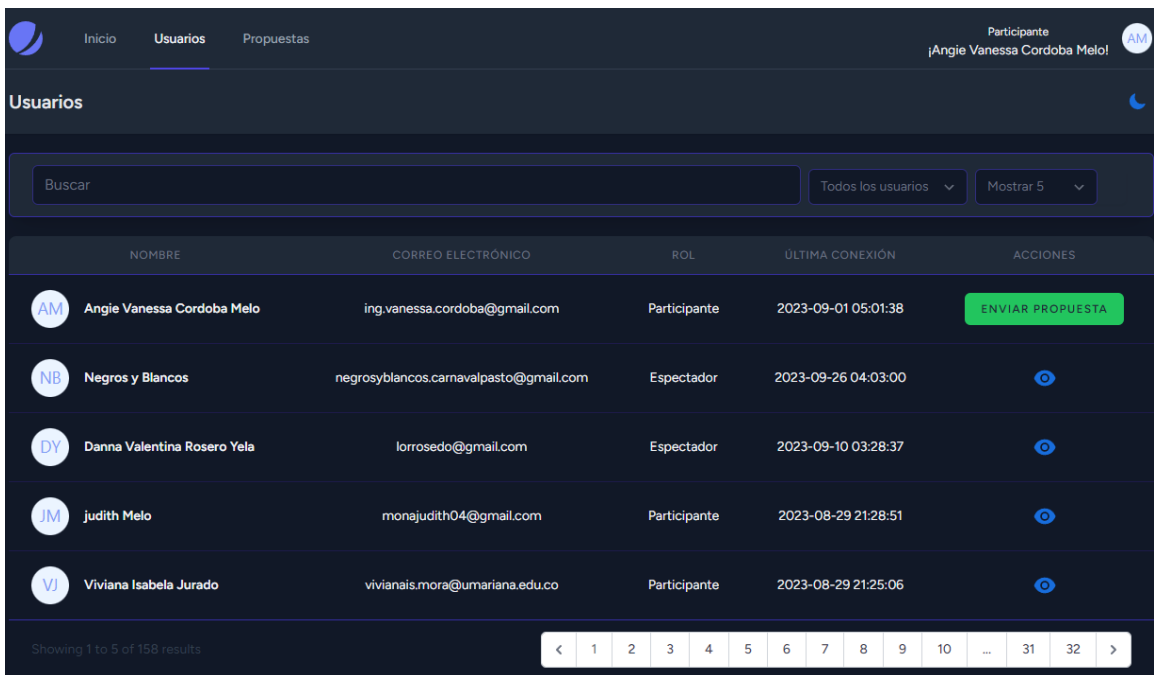 Inicio Usuarios Propuestas
Participante
¡Angie Vanessa Cordoba Melo!
AM
Usuarios
Buscar Todos los usuarios Mostrar 5
NOMBRE CORREO ELECTRÓNICO ROL ÚLTIMA CONEXIÓN ACCIONES
AM Angie Vanessa Cordoba Melo ing.vanessa.cordoba@gmail.com Participante 2023-09-01 05:01:38 ENVIAR PROPUESTA
NB Negros y Blancos negrosyblancos.carnavalpasto@gmail.com Espectador 2023-09-26 04:03:00
DY Danna Valentina Rosero Yela lorrosedo@gmail.com Espectador 2023-09-10 03:28:37
JM judith Melo monajudith04@gmail.com Participante 2023-08-29 21:28:51
VJ Viviana Isabela Jurado vivianais.mora@umariana.edu.co Participante 2023-08-29 21:25:06
Showing 1 to 5 of 158 results < 1 2 3 4 5 6 7 8 9 10 ... 31 32 >